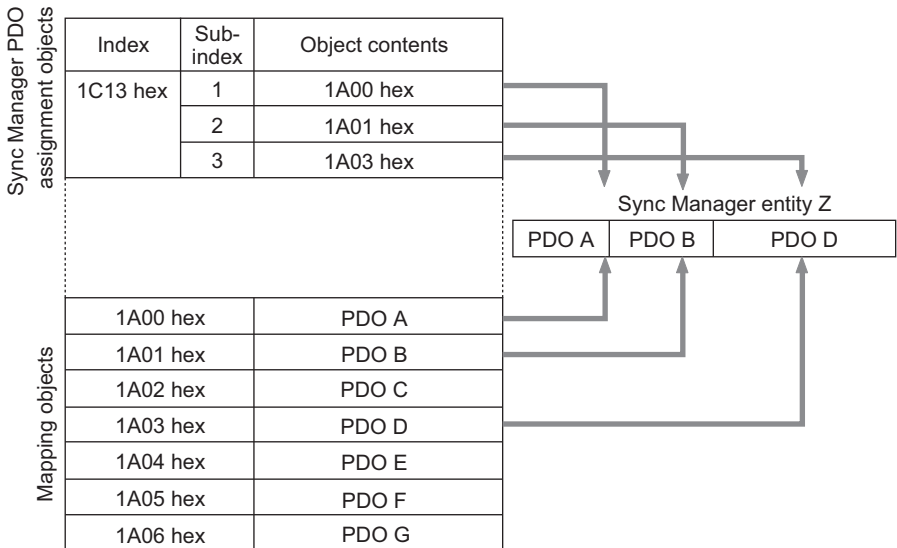 Sync Manager PDO
assignment objects
Index
Sub-
index
Object contents
1C13 hex
1
1A00 hex
2
1A01 hex
3
1A03 hex
Sync Manager entity Z
PDO A
PDO B
PDO D
Mapping objects
1A00 hex
PDO A
1A01 hex
PDO B
1A02 hex
PDO C
1A03 hex
PDO D
1A04 hex
PDO E
1A05 hex
PDO F
1A06 hex
PDO G